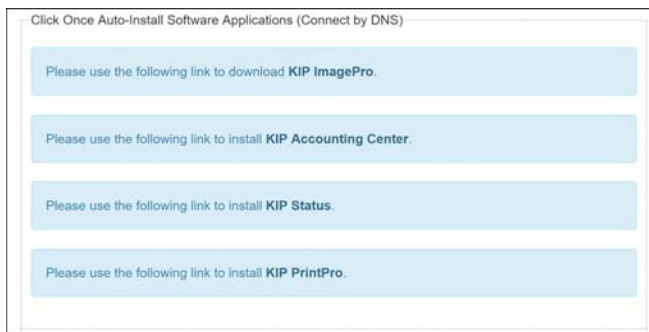 Click Once Auto-Install Software Applications (Connect by DNS)
Please use the following link to download KIP ImagePro.
Please use the following link to install KIP Accounting Center.
Please use the following link to install KIP Status.
Please use the following link to install KIP PrintPro.